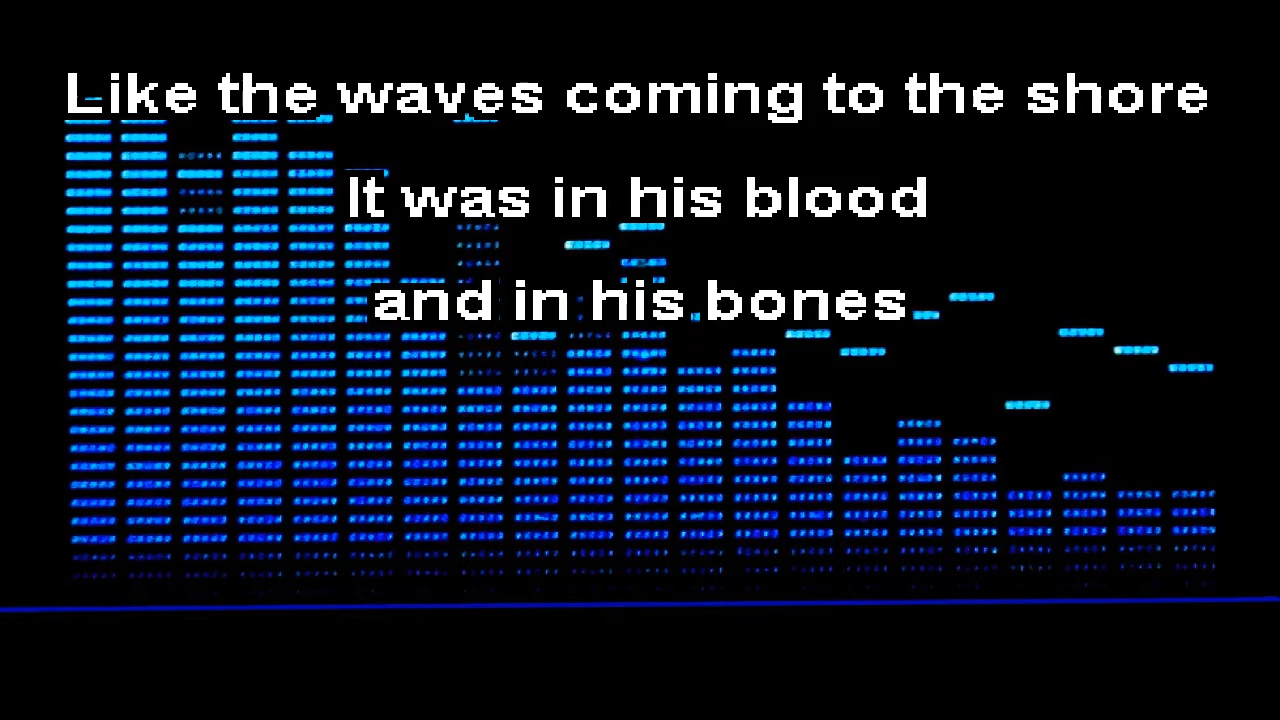 Like the waves coming to the shore
It was in his blood
and in his bones